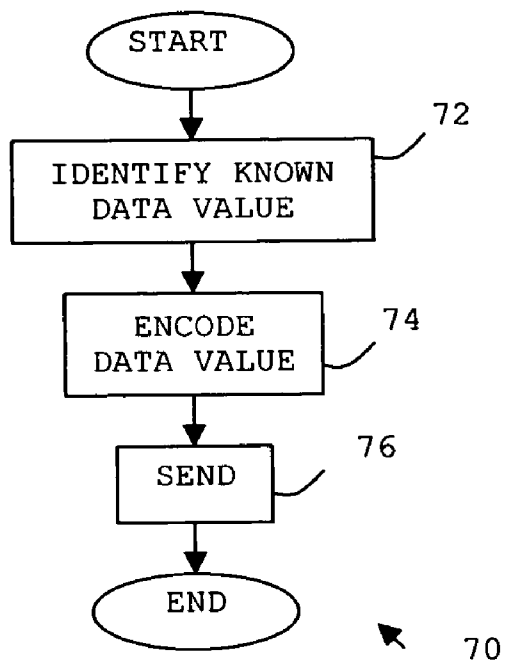 START
72
IDENTIFY KNOWN
DATA VALUE
74
ENCODE
DATA VALUE
76
SEND
END
70